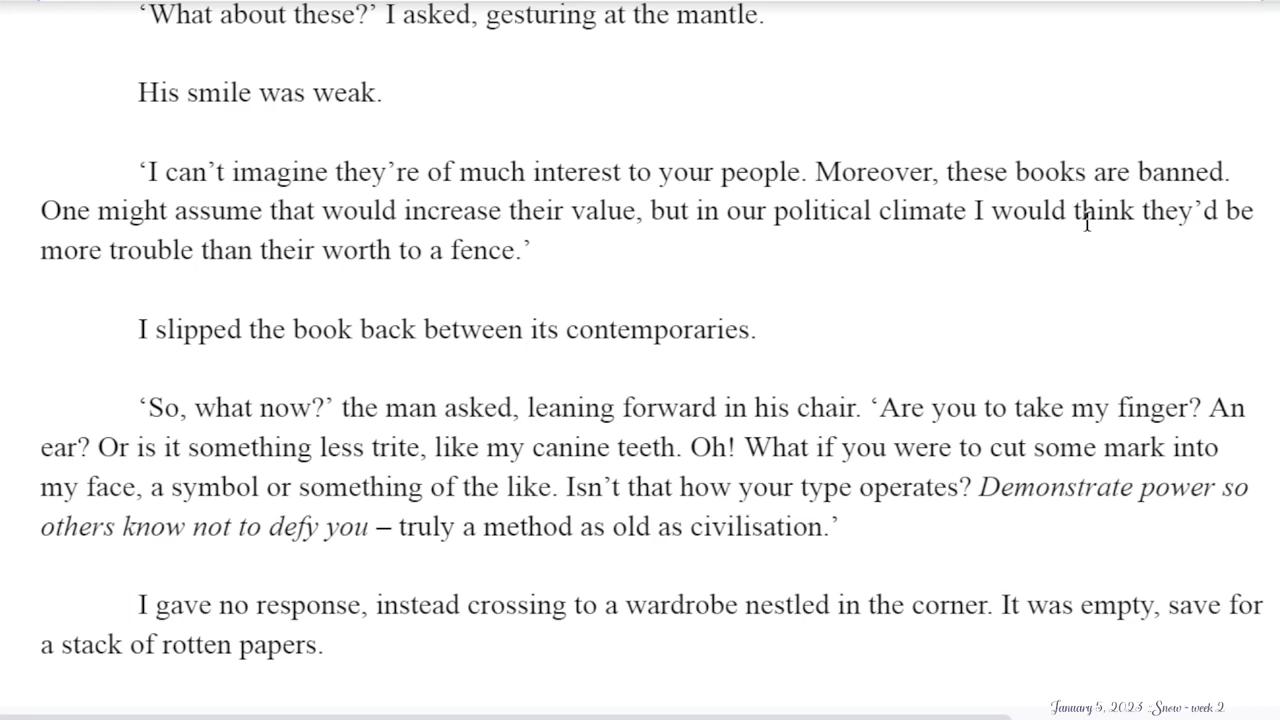 ‘What about these?’ I asked, gesturing at the mantle.
His smile was weak.
‘I can’t imagine they’re of much interest to your people. Moreover, these books are banned.
One might assume that would increase their value, but in our political climate I would think they’d be
more trouble than their worth to a fence.’
I slipped the book back between its contemporaries.
‘So, what now?’ the man asked, leaning forward in his chair. ‘Are you to take my finger? An
ear? Or is it something less trite, like my canine teeth. Oh! What if you were to cut some mark into
my face, a symbol or something of the like. Isn’t that how your type operates? Demonstrate power so
others know not to defy you – truly a method as old as civilisation.’
I gave no response, instead crossing to a wardrobe nestled in the corner. It was empty, save for
a stack of rotten papers.
January 5, 2023 :Snow - week 2